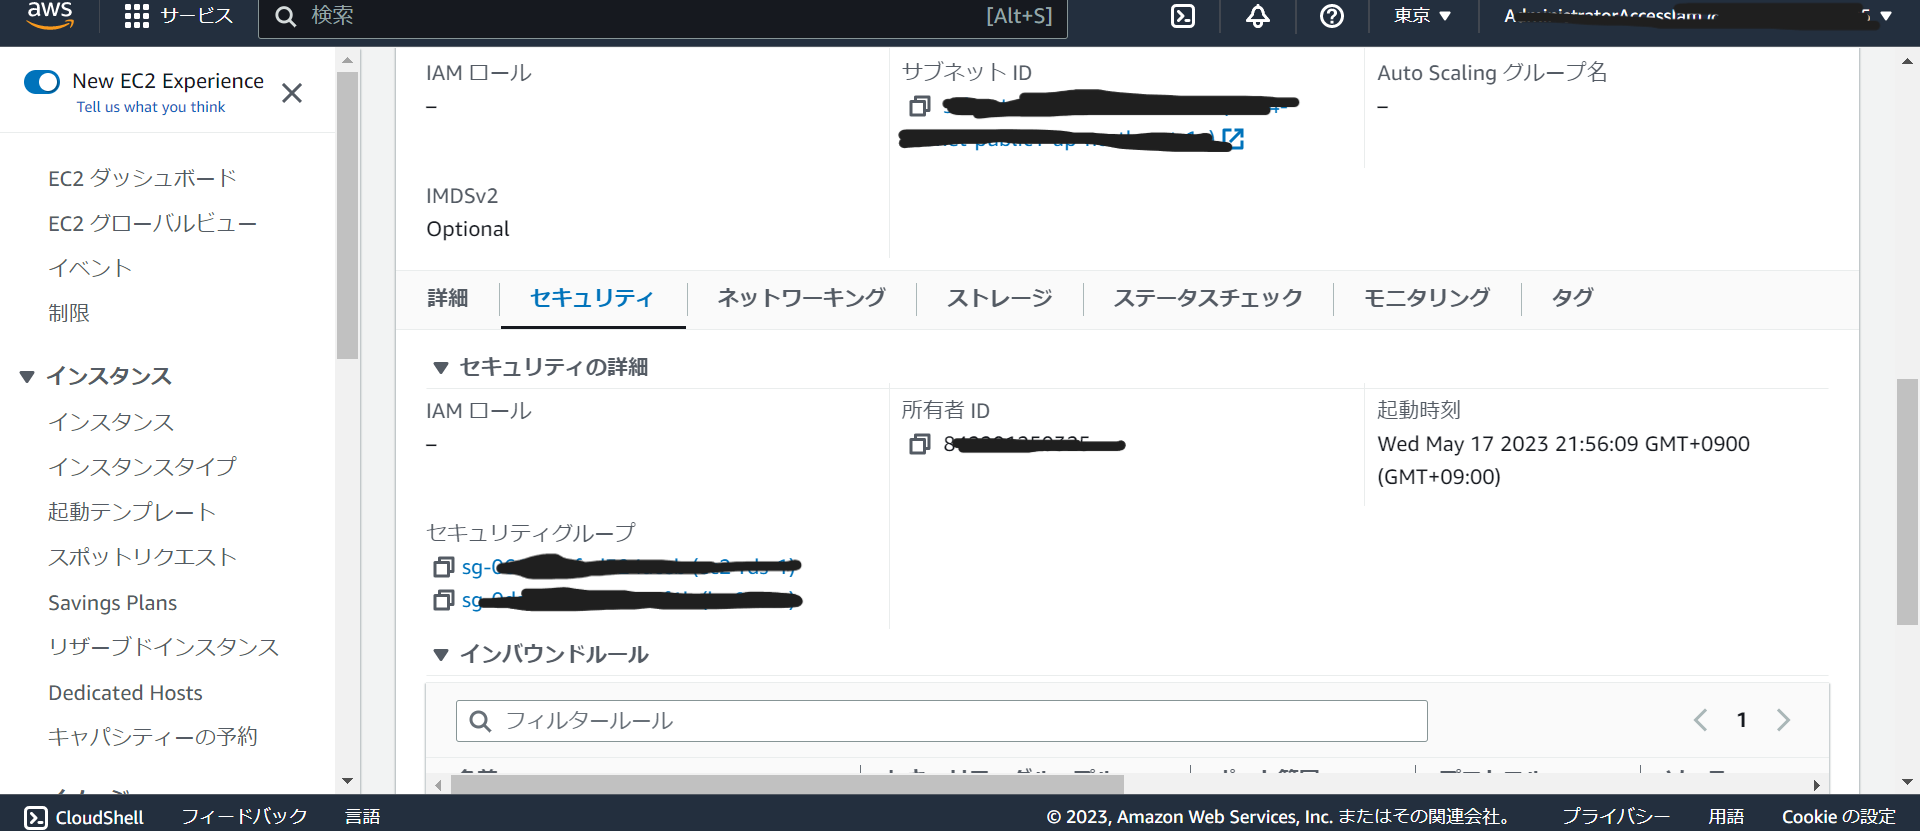 aws
サービス
検索
[Alt+S]
東京
New EC2 Experience
Tell us what you think
EC2 ダッシュボード
EC2 グローバルビュー
イベント
制限
インスタンス
インスタンス
インスタンスタイプ
起動テンプレート
スポットリクエスト
Savings Plans
リザーブドインスタンス
Dedicated Hosts
キャパシティーの予約
IAM ロール
–
サブネット ID
Auto Scaling グループ名
–
IMDSv2
Optional
詳細
セキュリティ
ネットワーキング
ストレージ
ステータスチェック
モニタリング
タグ
セキュリティの詳細
IAM ロール
–
所有者 ID
起動時刻
Wed May 17 2023 21:56:09 GMT+0900
(GMT+09:00)
セキュリティグループ
インバウンドルール
フィルタールール
1
CloudShell
フィードバック
言語
© 2023, Amazon Web Services, Inc. またはその関連会社。
プライバシー
用語
Cookie の設定